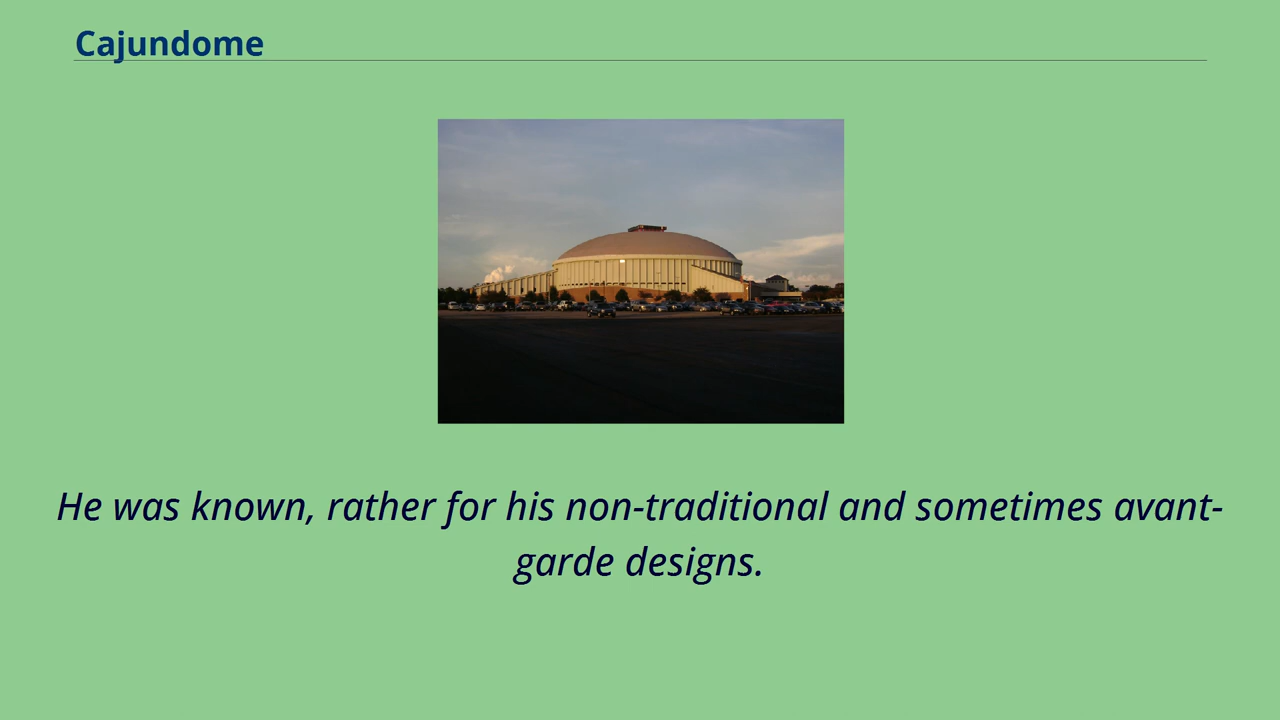 Cajundome
He was known, rather for his non-traditional and sometimes avant-
garde designs.